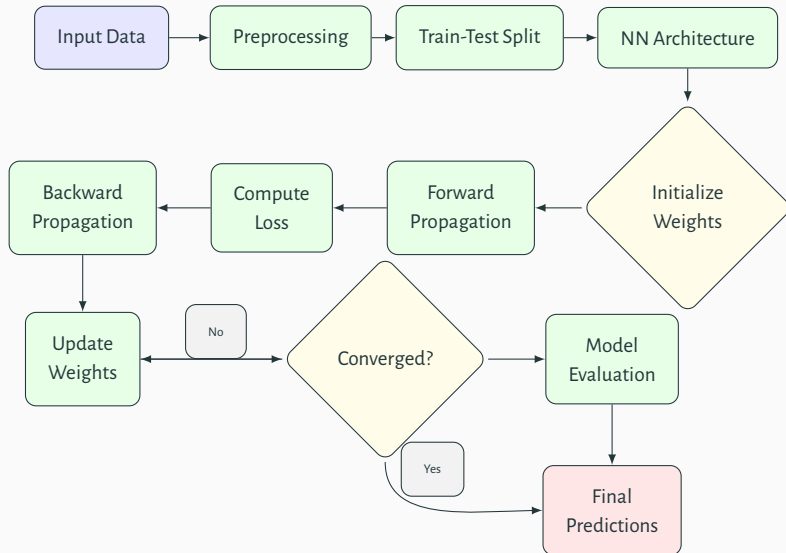 Input Data
Preprocessing
Train-Test Split
NN Architecture
Initialize
Weights
Forward
Propagation
Compute
Loss
Backward
Propagation
Update
Weights
No
Converged?
Model
Evaluation
Yes
Final
Predictions